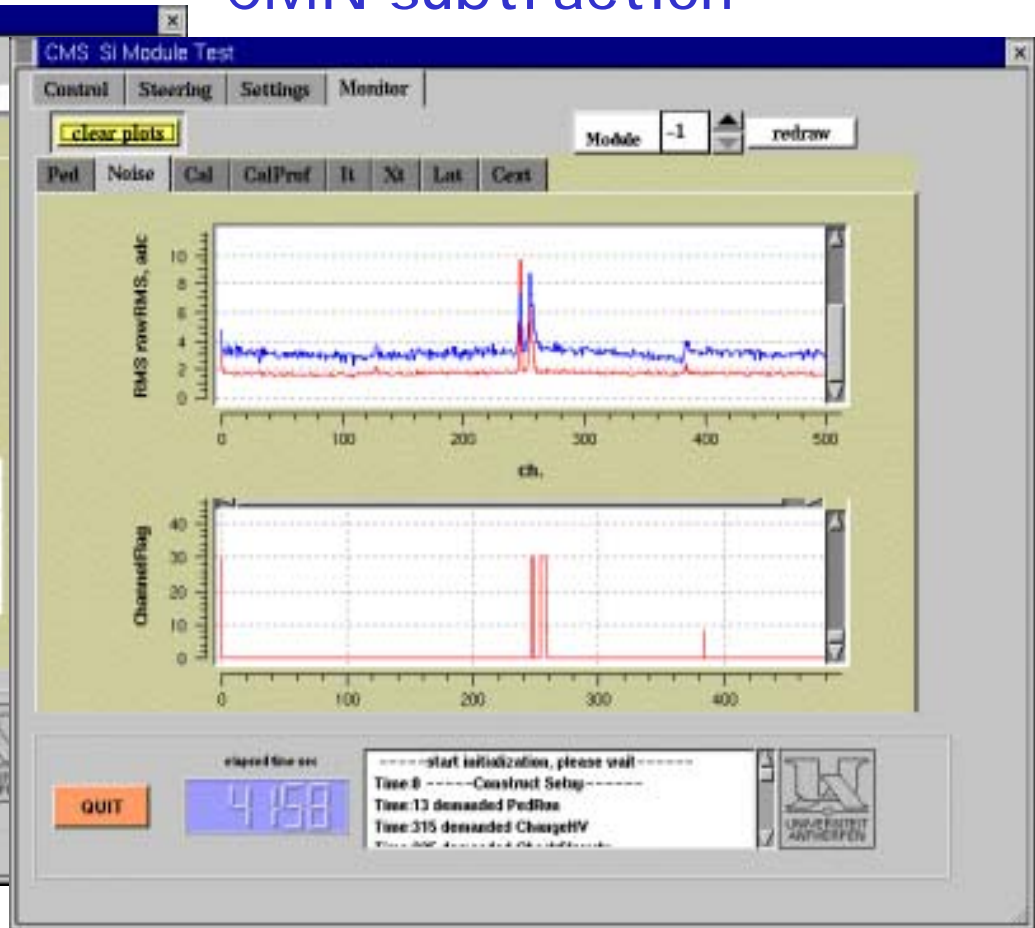 CMN subtraction
CMS Si Module Test
Control Steering Settings Monitor
clear plots
Module -1 redraw
Ped Noise Cal CalProf It Xt Lat Cext
RMS rawRMS, adc
10
8
6
4
2
0
0 100 200 300 400 500
ch.
ChannelFlag
40
30
20
10
0
0 100 200 300 400
QUIT
elapsed time sec
4158
------start initialization, please wait------
Time:0 ------Construct Setup------
Time:13 demanded PedRun
Time:315 demanded ChangeHV
UNIVERSITEIT
ANTWERPEN